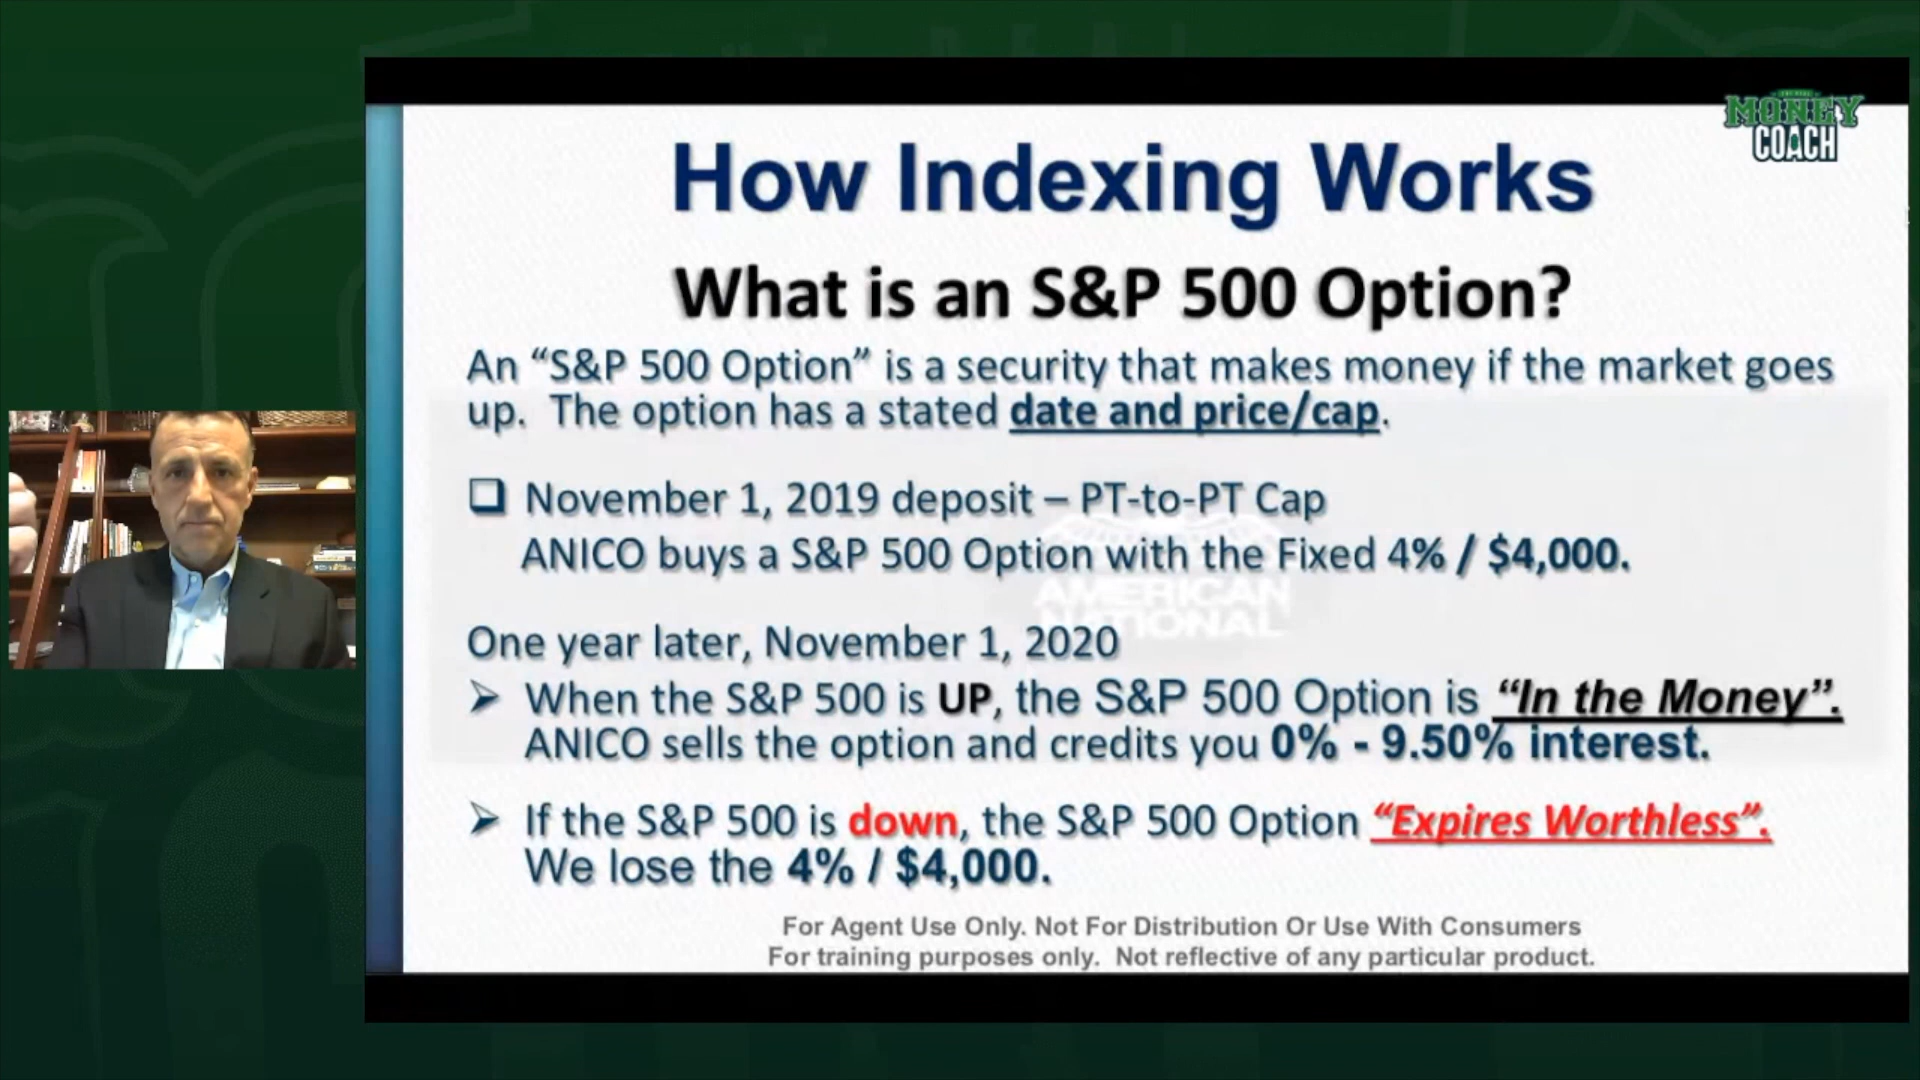 MONEY
COACH
How Indexing Works
What is an S&P 500 Option?
An “S&P 500 Option” is a security that makes money if the market goes
up. The option has a stated date and price/cap.
❑ November 1, 2019 deposit – PT-to-PT Cap
ANICO buys a S&P 500 Option with the Fixed 4% / $4,000.
AMERICAN
NATIONAL
One year later, November 1, 2020
➢ When the S&P 500 is UP, the S&P 500 Option is “In the Money”.
ANICO sells the option and credits you 0% - 9.50% interest.
➢ If the S&P 500 is down, the S&P 500 Option “Expires Worthless”.
We lose the 4% / $4,000.
For Agent Use Only. Not For Distribution Or Use With Consumers
For training purposes only. Not reflective of any particular product.